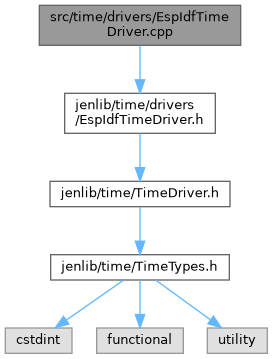 src/time/drivers/EspIdfTime
Driver.cpp
jenlib/time/drivers
/EspIdfTimeDriver.h
jenlib/time/TimeDriver.h
jenlib/time/TimeTypes.h
cstdint
functional
utility